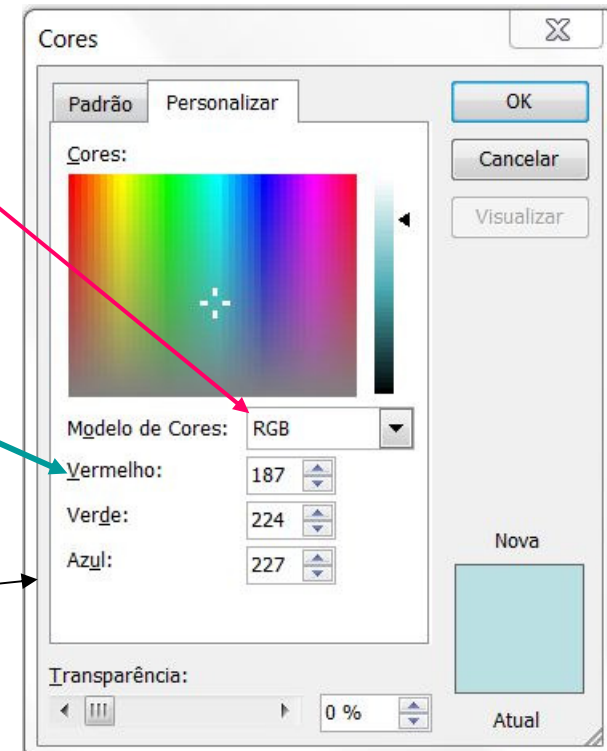 Cores
Padrão Personalizar
OK
Cores:
Cancelar
Visualizar
Modelo de Cores: RGB
Vermelho: 187
Verde: 224
Azul: 227
Nova
Transparência:
0 %
Atual